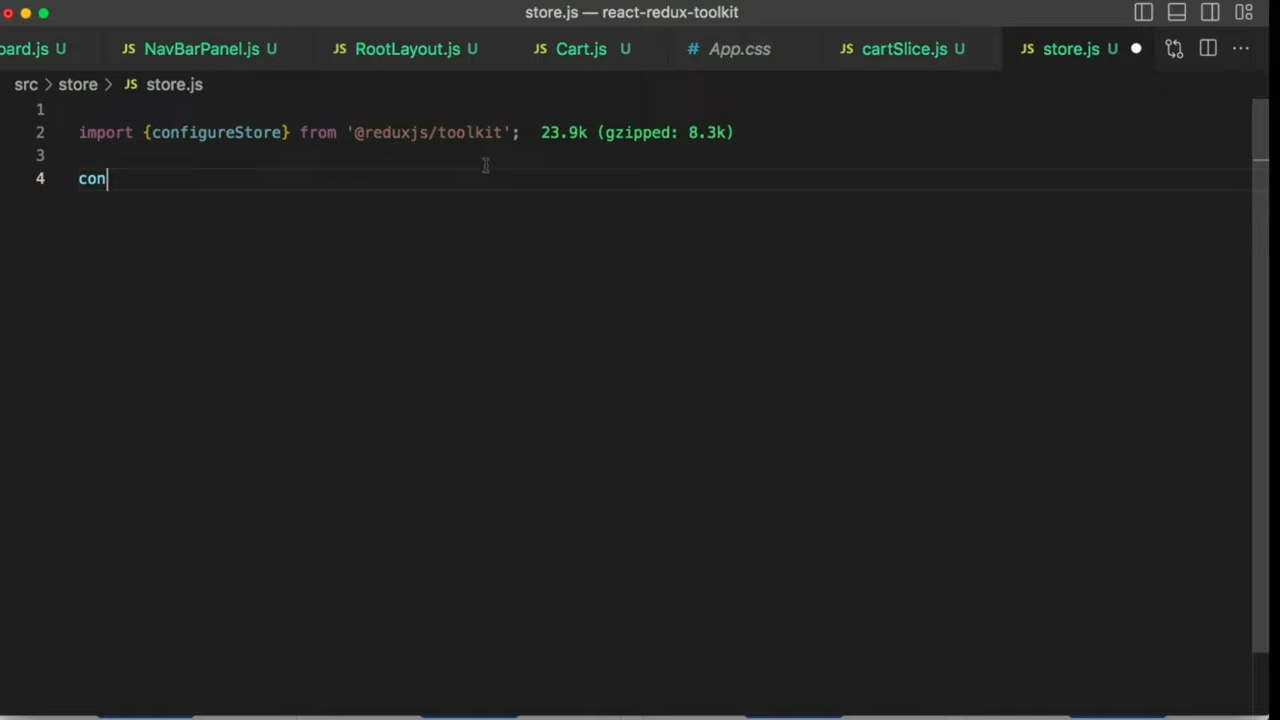 store.js — react-redux-toolkit
oard.js U JS NavBarPanel.js U JS RootLayout.js U JS Cart.js U # App.css JS cartSlice.js U JS store.js U
src > store > JS store.js
1
2 import {configureStore} from '@reduxjs/toolkit'; 23.9k (gzipped: 8.3k)
3
4 con